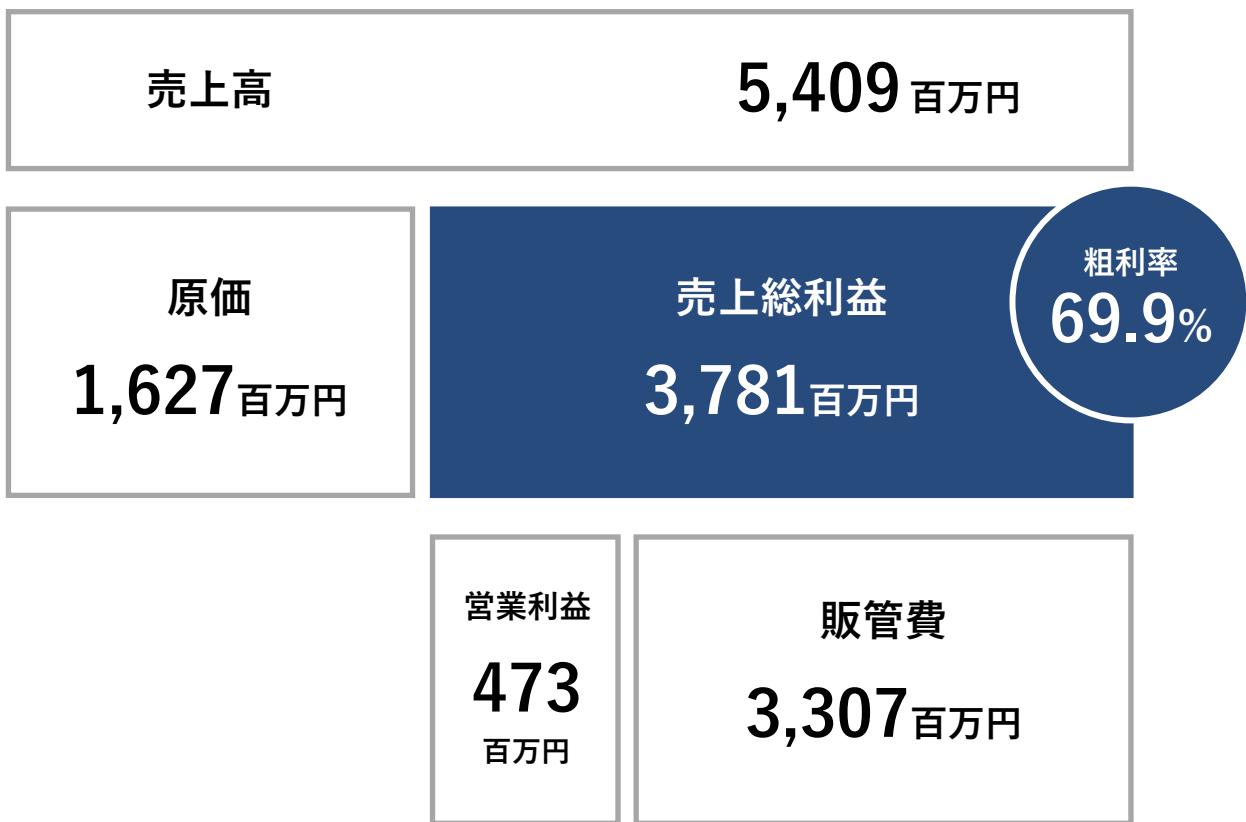 売上高
5,409百万円
粗利率
69.9%
原価
1,627百万円
売上総利益
3,781百万円
営業利益
473
百万円
販管費
3,307百万円